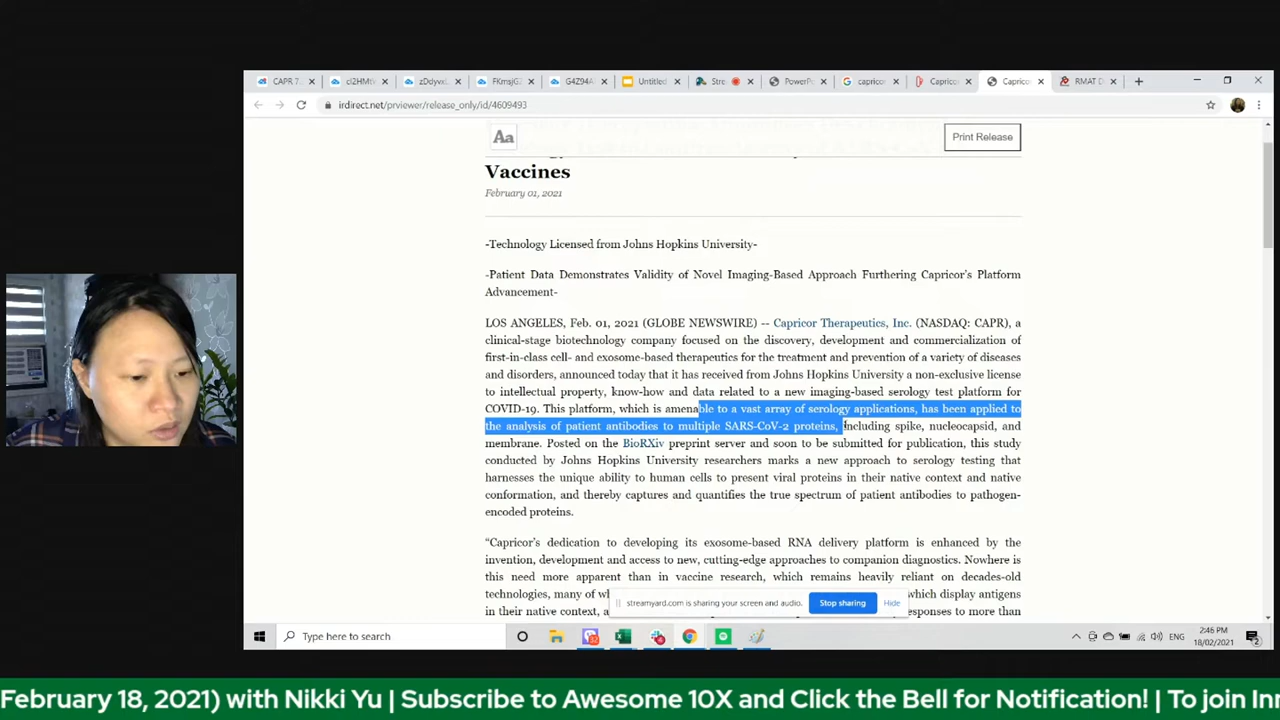 CAPR 7.
cl2HMtv
zDdyvxL
FKmsjG2
G4Z94A
Untitled
Stre
PowerPo
capricor
Capricor
Capricor
RMAT D
irdirect.net/prviewer/release_only/id/4609493
Aa
Print Release
Vaccines
February 01, 2021
-Technology Licensed from Johns Hopkins University-
-Patient Data Demonstrates Validity of Novel Imaging-Based Approach Furthering Capricor's Platform
Advancement-
LOS ANGELES, Feb. 01, 2021 (GLOBE NEWSWIRE) -- Capricor Therapeutics, Inc. (NASDAQ: CAPR), a
clinical-stage biotechnology company focused on the discovery, development and commercialization of
first-in-class cell- and exosome-based therapeutics for the treatment and prevention of a variety of diseases
and disorders, announced today that it has received from Johns Hopkins University a non-exclusive license
to intellectual property, know-how and data related to a new imaging-based serology test platform for
COVID-19. This platform, which is amenable to a vast array of serology applications, has been applied to
the analysis of patient antibodies to multiple SARS-CoV-2 proteins, including spike, nucleocapsid, and
membrane. Posted on the BioRXiv preprint server and soon to be submitted for publication, this study
conducted by Johns Hopkins University researchers marks a new approach to serology testing that
harnesses the unique ability to human cells to present viral proteins in their native context and native
conformation, and thereby captures and quantifies the true spectrum of patient antibodies to pathogen-
encoded proteins.
"Capricor's dedication to developing its exosome-based RNA delivery platform is enhanced by the
invention, development and access to new, cutting-edge approaches to companion diagnostics. Nowhere is
this need more apparent than in vaccine research, which remains heavily reliant on decades-old
technologies, many of wh which display antigens
in their native context, a esponses to more than
streamyard.com is sharing your screen and audio.
Stop sharing
Hide
Type here to search
ENG
2:46 PM
18/02/2021
February 18, 2021) with Nikki Yu | Subscribe to Awesome 10X and Click the Bell for Notification! | To join Inn